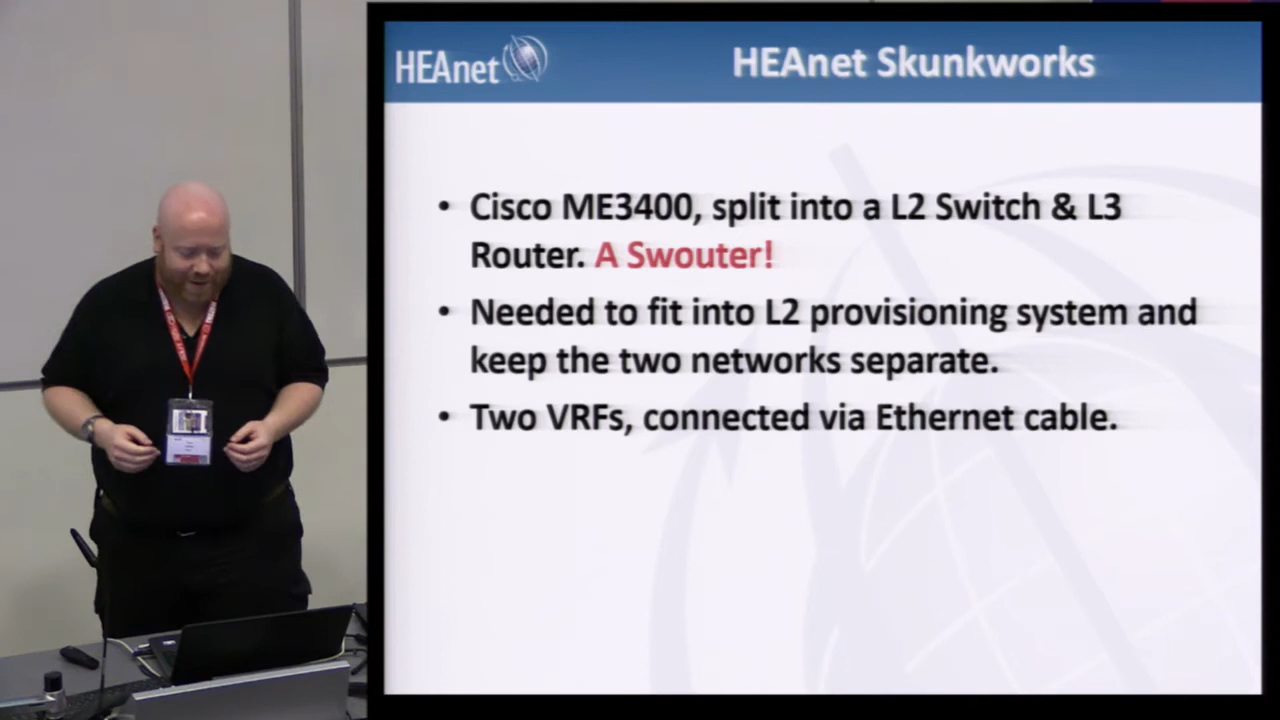 HEAnet
HEAnet Skunkworks
• Cisco ME3400, split into a L2 Switch & L3
Router. A Swouter!
• Needed to fit into L2 provisioning system and
keep the two networks separate.
• Two VRFs, connected via Ethernet cable.